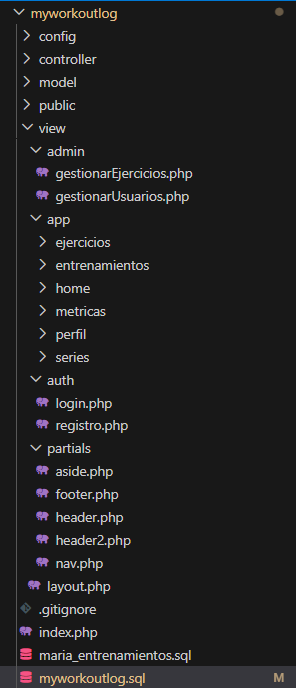 myworkoutlog
config
controller
model
public
view
admin
gestionarEjercicios.php
gestionarUsuarios.php
app
ejercicios
entrenamientos
home
metricas
perfil
series
auth
login.php
registro.php
partials
aside.php
footer.php
header.php
header2.php
nav.php
layout.php
.gitignore
index.php
maria_entrenamientos.sql
myworkoutlog.sql M